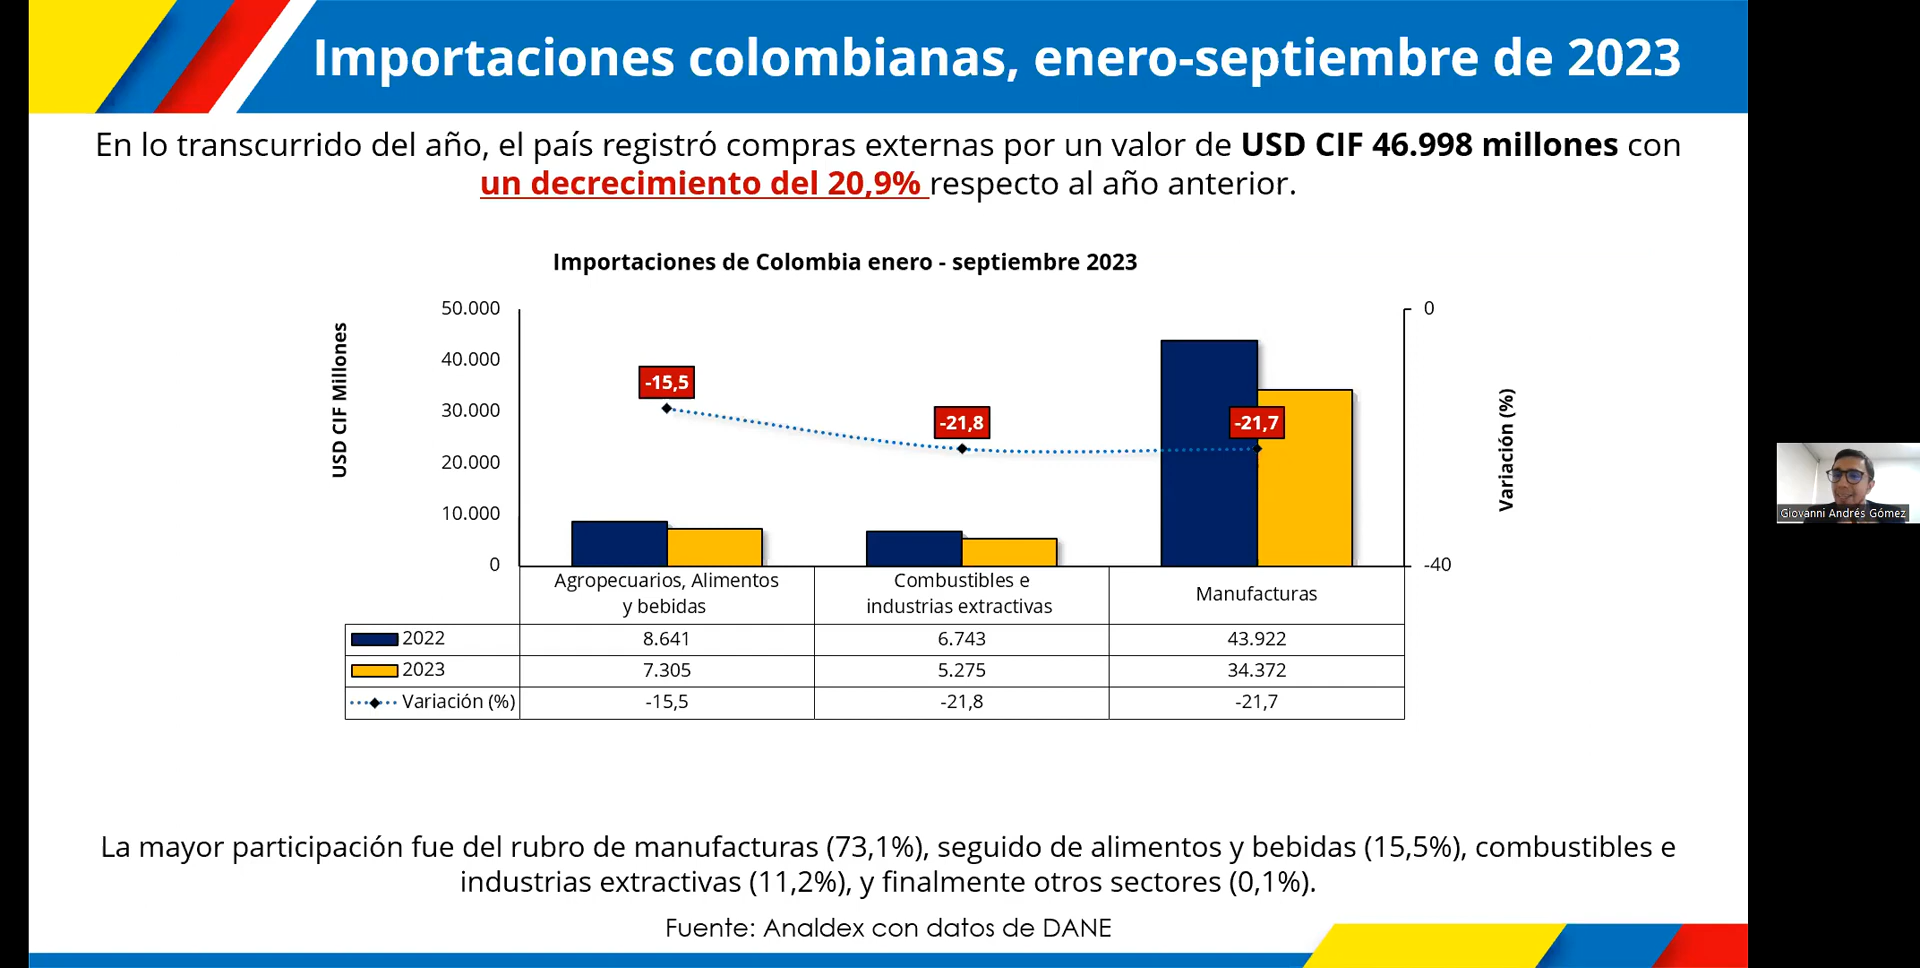 Importaciones colombianas, enero-septiembre de 2023
En lo transcurrido del año, el país registró compras externas por un valor de USD CIF 46.998 millones con
un decrecimiento del 20,9% respecto al año anterior.
Importaciones de Colombia enero - septiembre 2023
USD CIF Millones
50.000
40.000
30.000
20.000
10.000
0
-15,5
-21,8
-21,7
0
-40
Variación (%)
Agropecuarios, Alimentos
y bebidas
Combustibles e
industrias extractivas
Manufacturas
2022 8.641 6.743 43.922
2023 7.305 5.275 34.372
Variación (%) -15,5 -21,8 -21,7
Giovanni Andrés Gómez
La mayor participación fue del rubro de manufacturas (73,1%), seguido de alimentos y bebidas (15,5%), combustibles e
industrias extractivas (11,2%), y finalmente otros sectores (0,1%).
Fuente: Analdex con datos de DANE